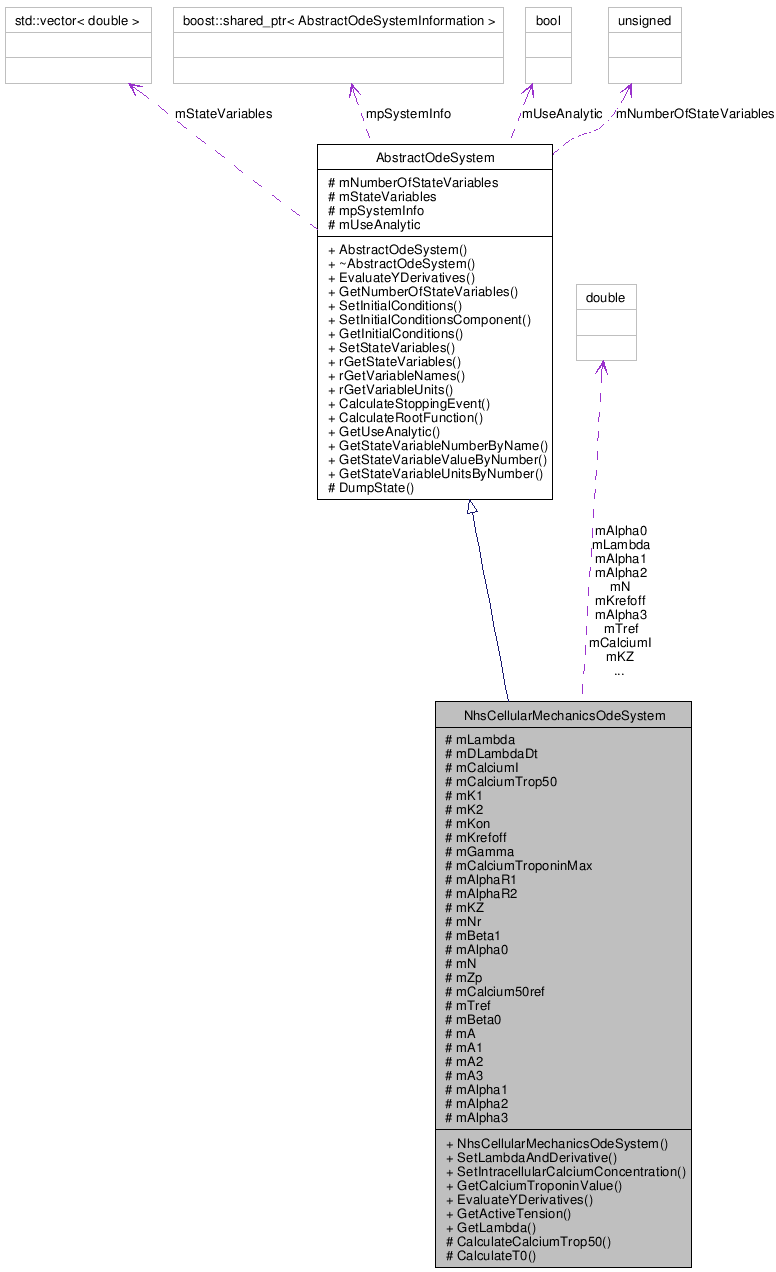 std::vector< double >
boost::shared_ptr< AbstractOdeSystemInformation >
bool
unsigned
mStateVariables
mpSystemInfo
mUseAnalytic
mNumberOfStateVariables
AbstractOdeSystem
# mNumberOfStateVariables
# mStateVariables
# mpSystemInfo
# mUseAnalytic
+ AbstractOdeSystem()
+ ~AbstractOdeSystem()
+ EvaluateYDerivatives()
+ GetNumberOfStateVariables()
+ SetInitialConditions()
+ SetInitialConditionsComponent()
+ GetInitialConditions()
+ SetStateVariables()
+ rGetStateVariables()
+ rGetVariableNames()
+ rGetVariableUnits()
+ CalculateStoppingEvent()
+ CalculateRootFunction()
+ GetUseAnalytic()
+ GetStateVariableNumberByName()
+ GetStateVariableValueByNumber()
+ GetStateVariableUnitsByNumber()
# DumpState()
double
mAlpha0
mLambda
mAlpha1
mAlpha2
mN
mKrefoff
mAlpha3
mTref
mCalciumI
mKZ
...
NhsCellularMechanicsOdeSystem
# mLambda
# mDLambdaDt
# mCalciumI
# mCalciumTrop50
# mK1
# mK2
# mKon
# mKrefoff
# mGamma
# mCalciumTroponinMax
# mAlphaR1
# mAlphaR2
# mKZ
# mNr
# mBeta1
# mAlpha0
# mN
# mZp
# mCalcium50ref
# mTref
# mBeta0
# mA
# mA1
# mA2
# mA3
# mAlpha1
# mAlpha2
# mAlpha3
+ NhsCellularMechanicsOdeSystem()
+ SetLambdaAndDerivative()
+ SetIntracellularCalciumConcentration()
+ GetCalciumTroponinValue()
+ EvaluateYDerivatives()
+ GetActiveTension()
+ GetLambda()
# CalculateCalciumTrop50()
# CalculateT0()